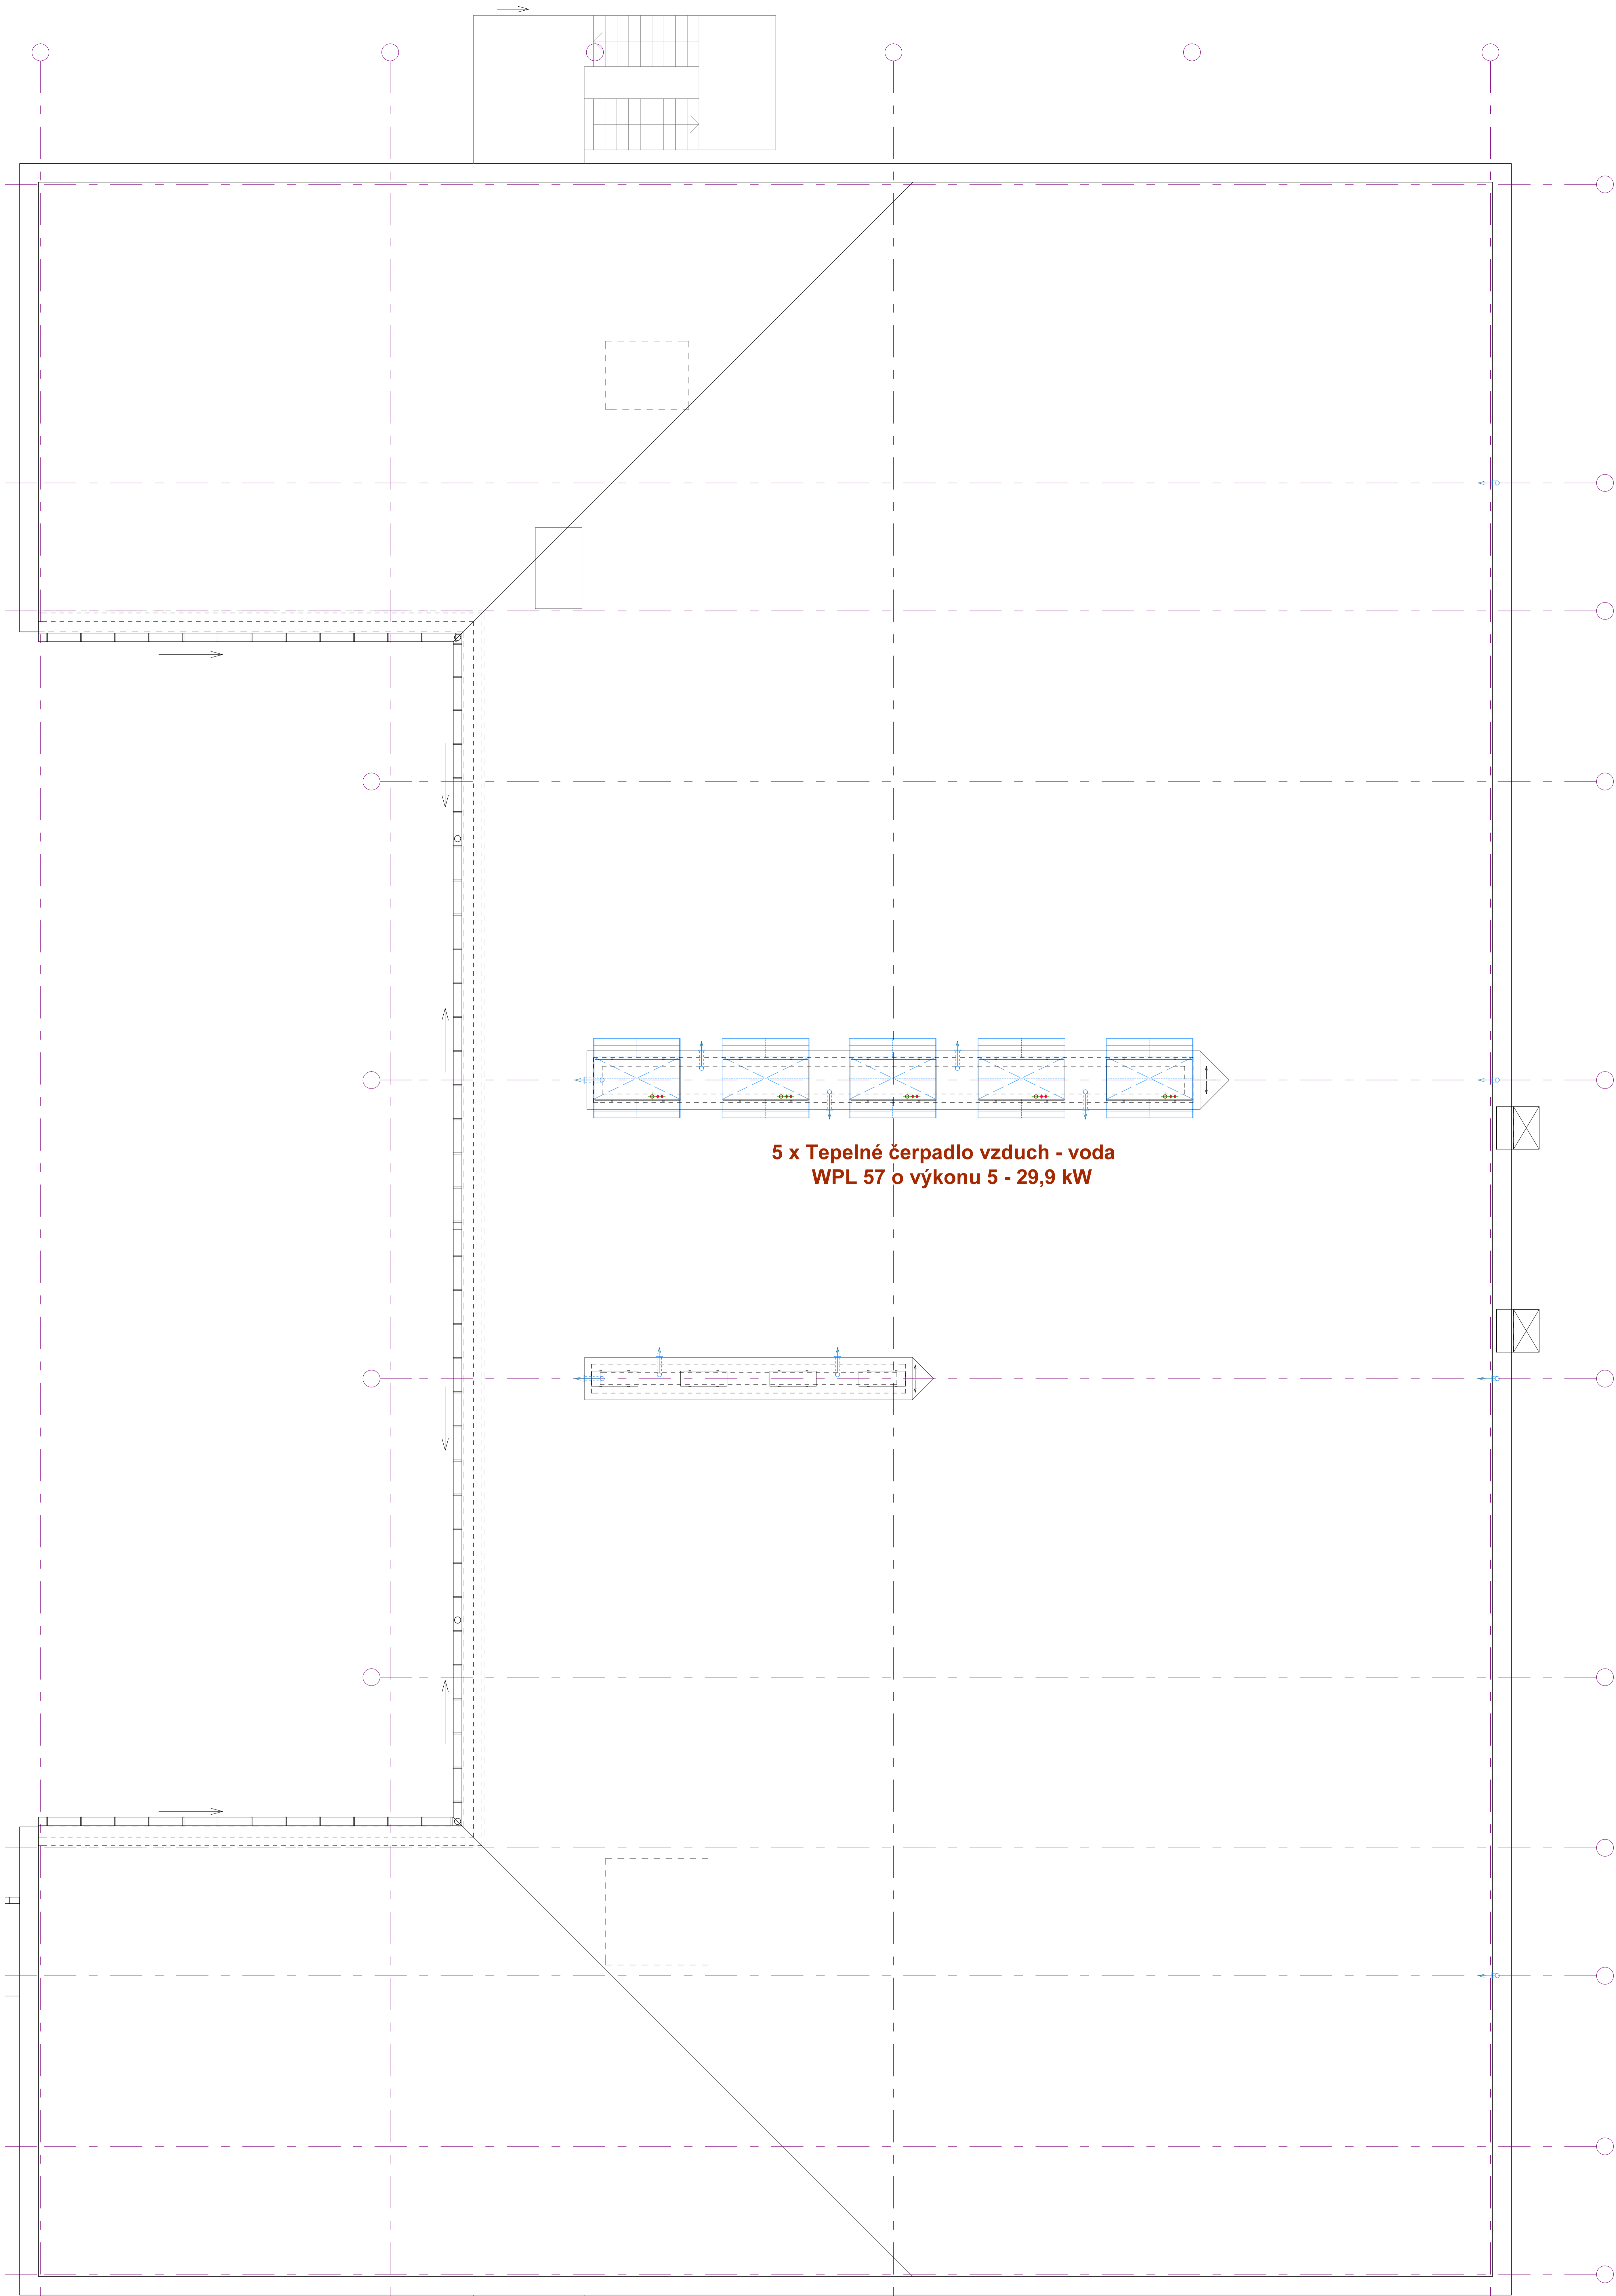 5 x Tepelné čerpadlo vzduch - voda
WPL 57 o výkonu 5 - 29,9 kW